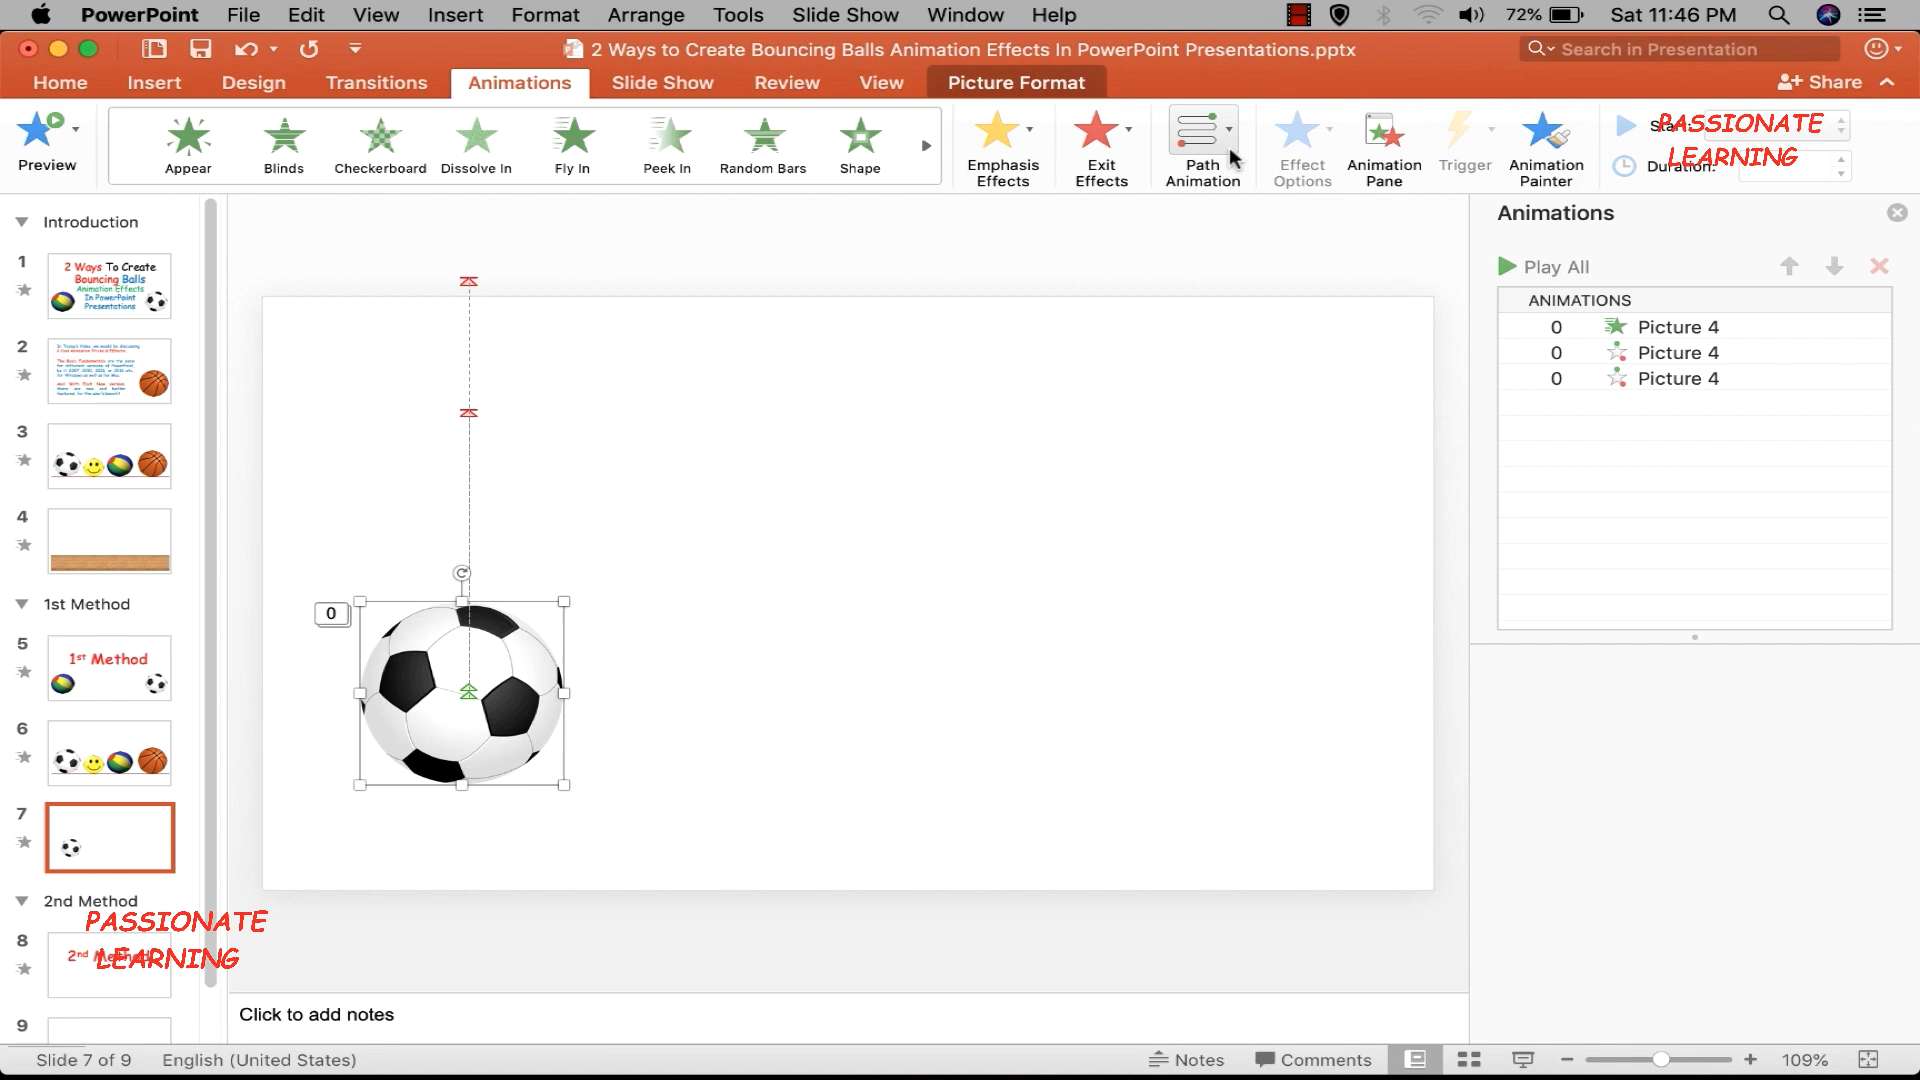 PowerPoint File Edit View Insert Format Arrange Tools Slide Show Window Help 72% Sat 11:46 PM
2 Ways to Create Bouncing Balls Animation Effects In PowerPoint Presentations.pptx Search in Presentation
Home Insert Design Transitions Animations Slide Show Review View Picture Format Share
Preview
Appear Blinds Checkerboard Dissolve In Fly In Peek In Random Bars Shape
Emphasis Effects
Exit Effects
Path Animation
Effect Options
Animation Pane
Trigger
Animation Painter
Duration:
PASSIONATE
LEARNING
Introduction
1
2 Ways To Create
Bouncing Balls
Animation Effects
In PowerPoint
Presentations
2
3
4
1st Method
5
1st Method
6
7
2nd Method
PASSIONATE
LEARNING
8
2nd Method
9
0
Animations
Play All
ANIMATIONS
0 Picture 4
0 Picture 4
0 Picture 4
Click to add notes
Slide 7 of 9 English (United States) Notes Comments 109%